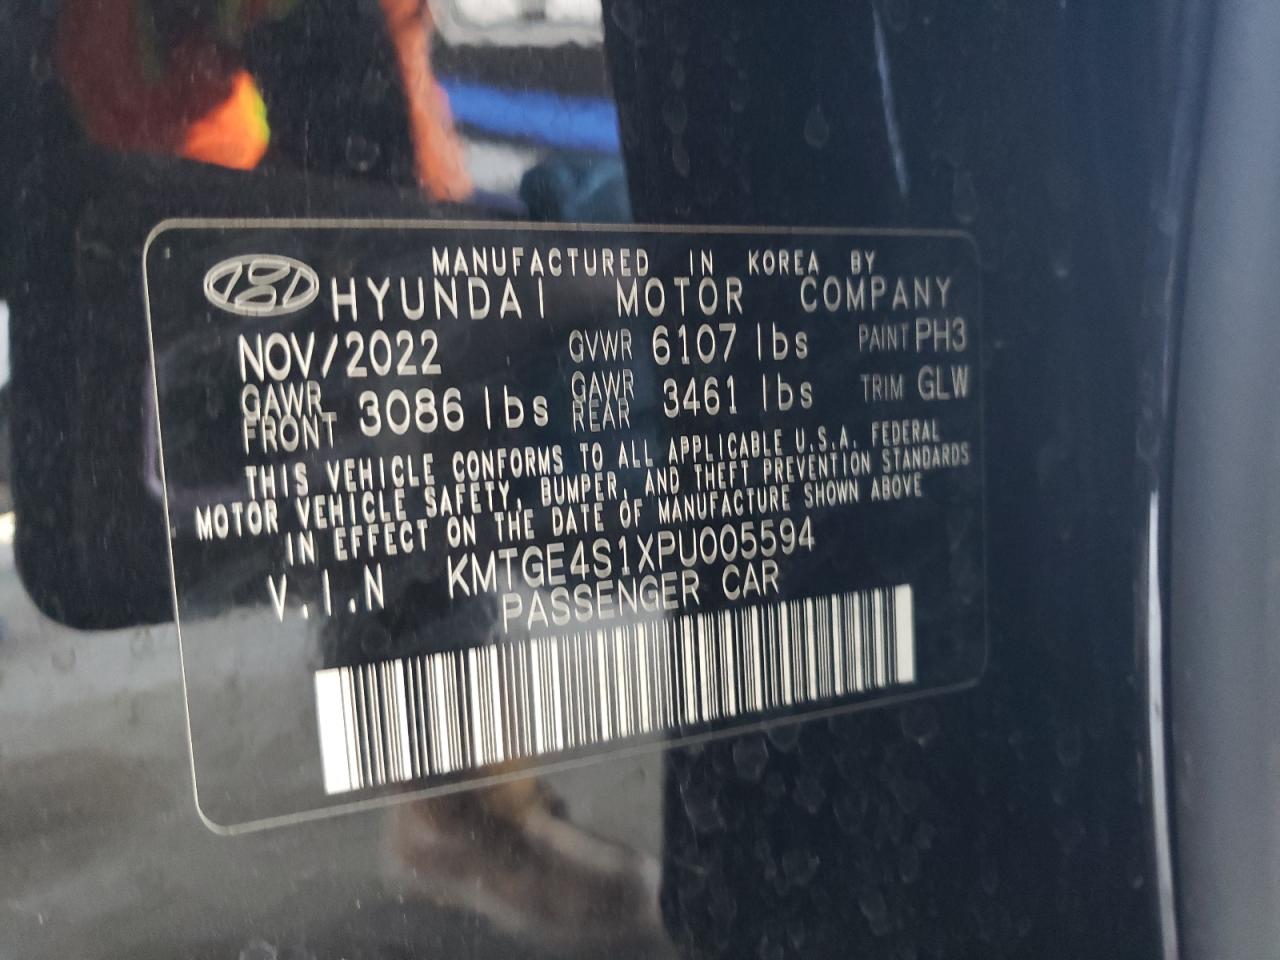 MANUFACTURED IN KOREA BY
HYUNDAI MOTOR COMPANY
NOV/2022 GVWR 6107 lbs PAINT PH3
GAWR FRONT 3086 lbs GAWR REAR 3461 lbs TRIM GLW
THIS VEHICLE CONFORMS TO ALL APPLICABLE U.S.A. FEDERAL
MOTOR VEHICLE SAFETY, BUMPER, AND THEFT PREVENTION STANDARDS
IN EFFECT ON THE DATE OF MANUFACTURE SHOWN ABOVE
V.I.N KMTGE4S1XPU005594
PASSENGER CAR